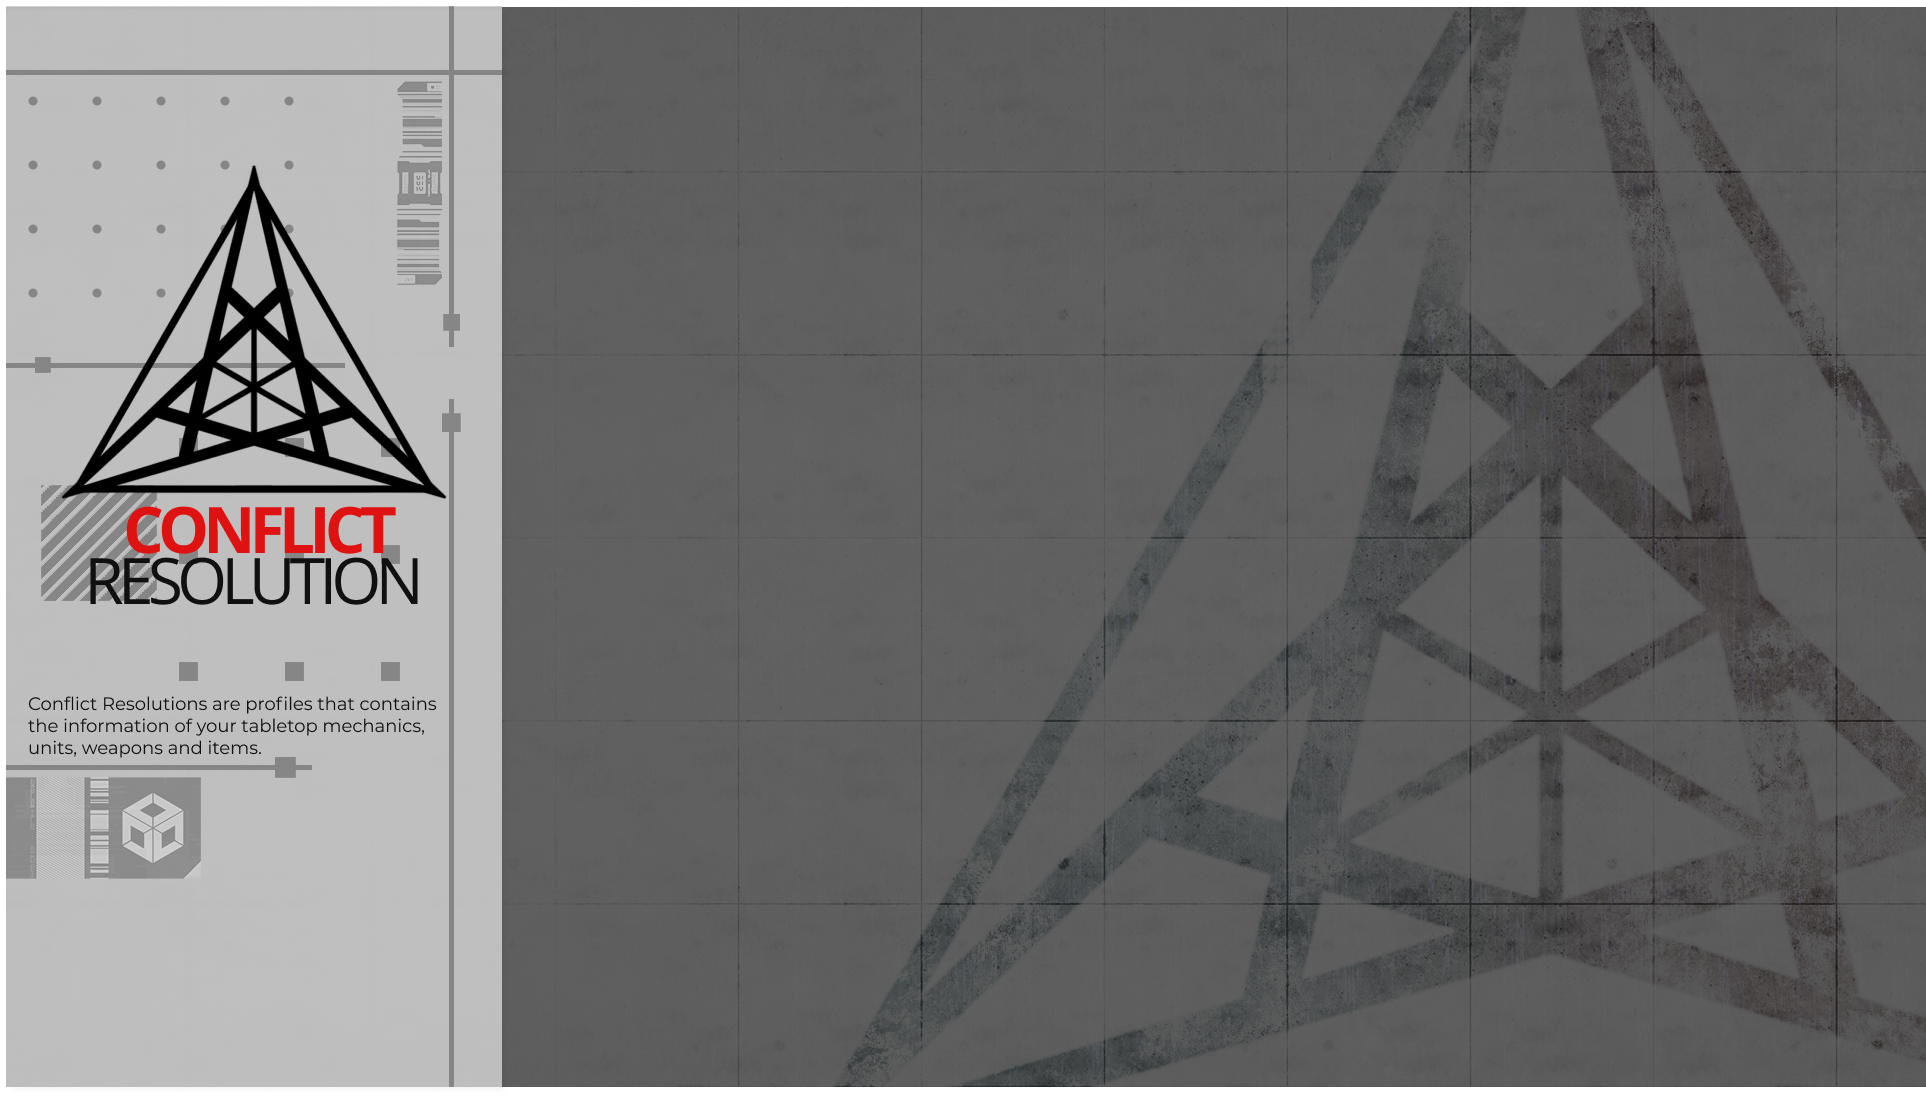 CONFLICT
RESOLUTION
Conflict Resolutions are profiles that contains
the information of your tabletop mechanics,
units, weapons and items.